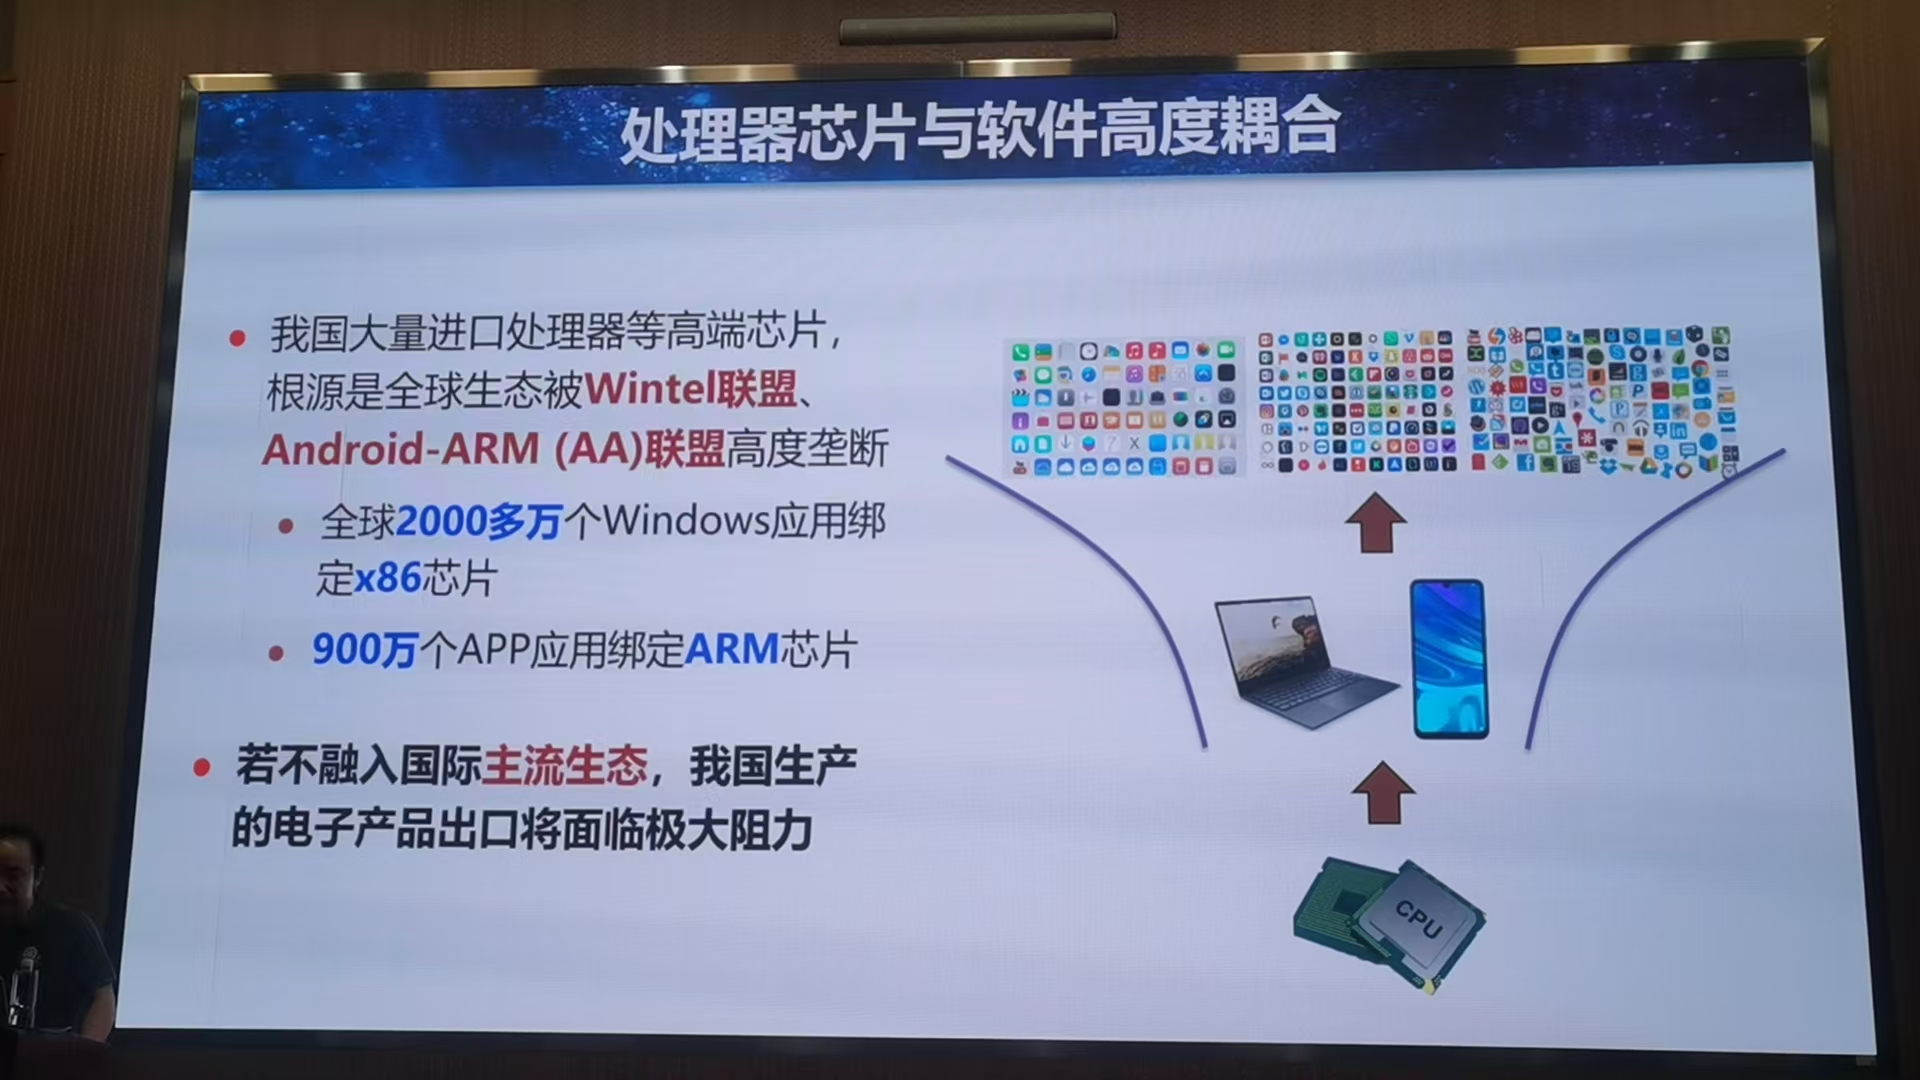 处理器芯片与软件高度耦合
我国大量进口处理器等高端芯片，
根源是全球生态被Wintel联盟、
Android-ARM (AA)联盟高度垄断
全球2000多万个Windows应用绑
定x86芯片
900万个APP应用绑定ARM芯片
若不融入国际主流生态，我国生产
的电子产品出口将面临极大阻力
CPU